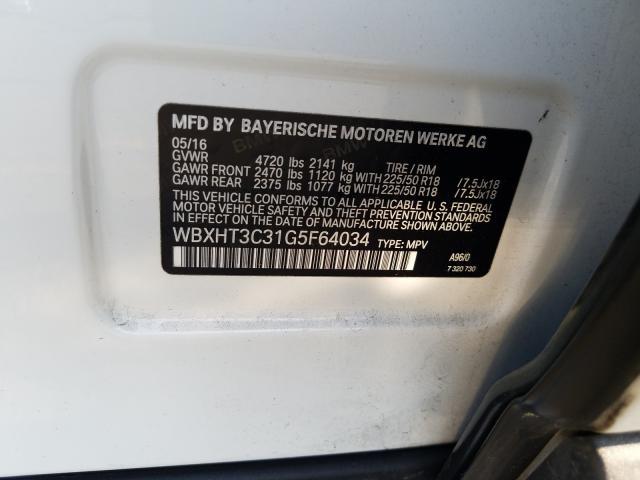 MFD BY BAYERISCHE MOTOREN WERKE AG
05/16
GVWR 4720 lbs 2141 kg TIRE / RIM
GAWR FRONT 2470 lbs 1120 kg WITH 225/50 R18 /7.5Jx18
GAWR REAR 2375 lbs 1077 kg WITH 225/50 R18 /7.5Jx18
THIS VEHICLE CONFORMS TO ALL APPLICABLE U.S. FEDERAL
MOTOR VEHICLE SAFETY, BUMPER, AND THEFT PREVENTION
STANDARDS IN EFFECT ON THE DATE OF MANUFACTURE SHOWN ABOVE.
WBXHT3C31G5F64034 TYPE: MPV
A96/0
7 320 730